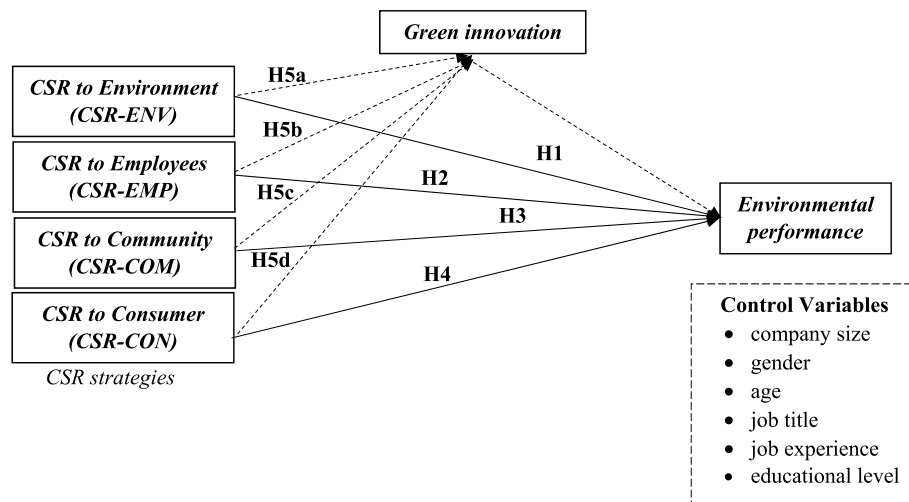 Green innovation
CSR to Environment
(CSR-ENV)
H5a
H5b
CSR to Employees
(CSR-EMP)
H1
H2
H5c
H3
Environmental
performance
CSR to Community
(CSR-COM)
H5d
H4
CSR to Consumer
(CSR-CON)
CSR strategies
Control Variables
• company size
• gender
• age
• job title
• job experience
• educational level